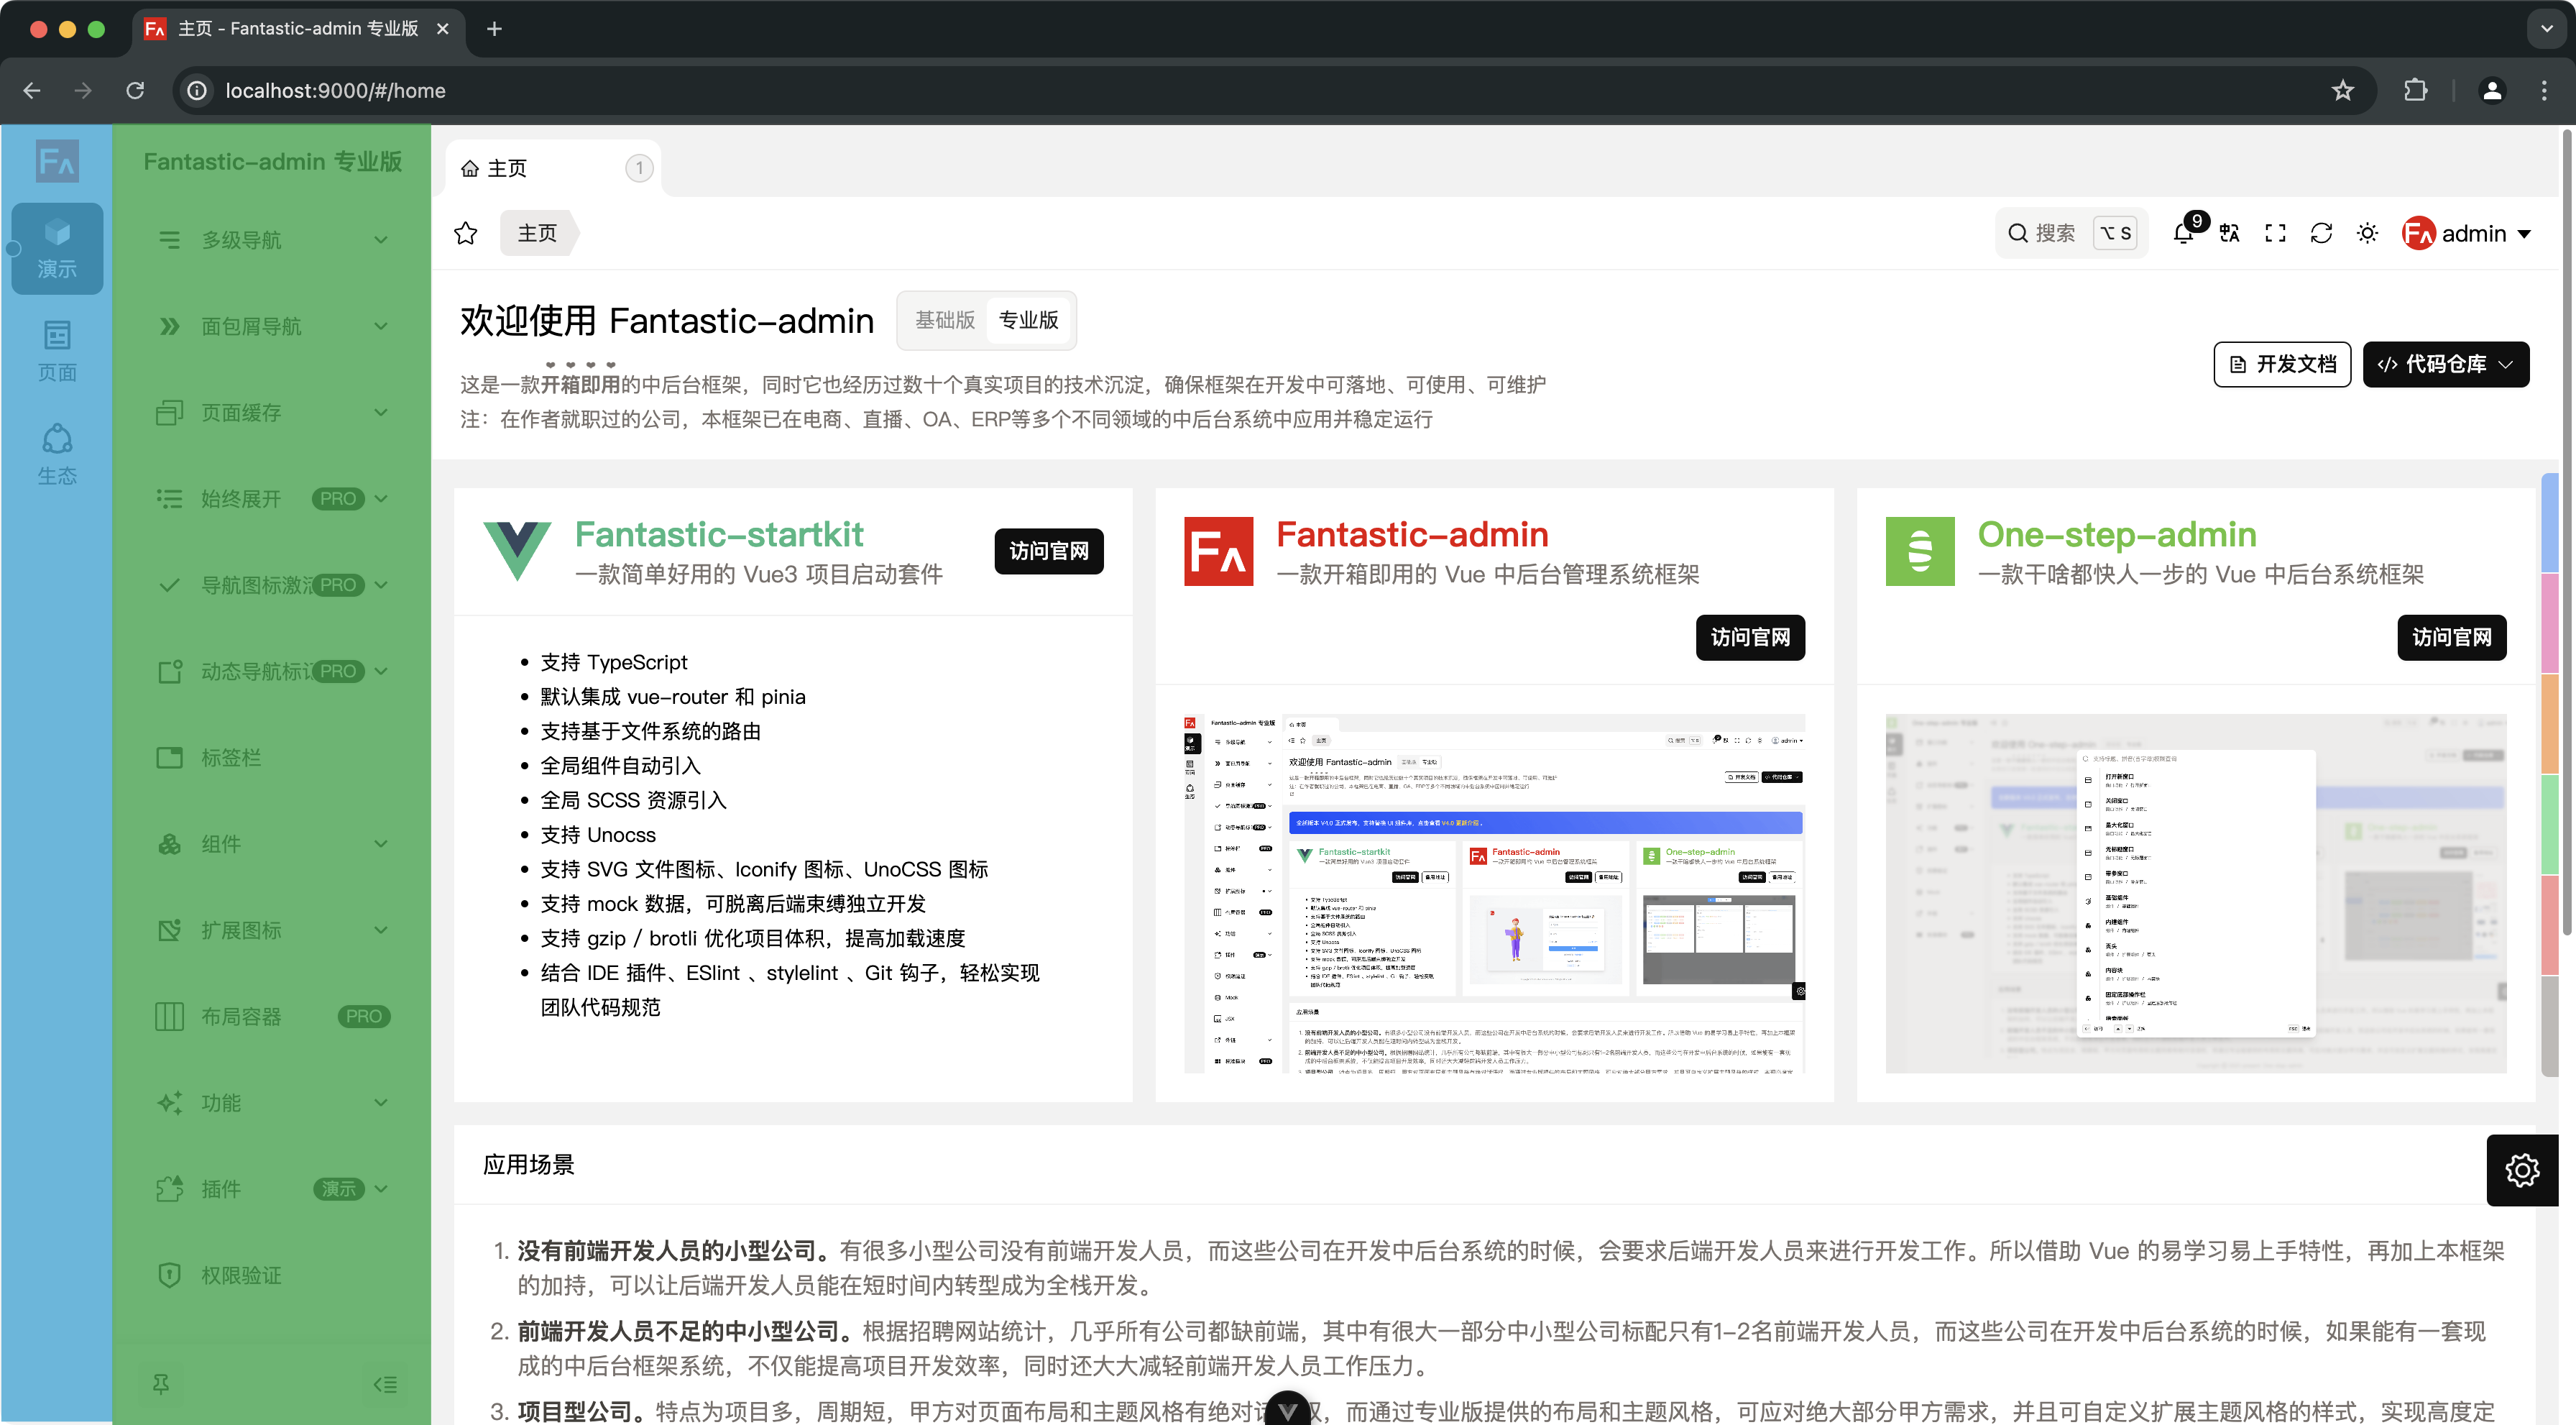 主页 - Fantastic-admin 专业版
localhost:9000/#/home
Fantastic-admin 专业版
演示
页面
生态
多级导航
面包屑导航
页面缓存
始终展开 PRO
导航图标激活 PRO
动态导航标记 PRO
标签栏
组件
扩展图标
布局容器 PRO
功能
插件 演示
权限验证
主页 1
主页
搜索 ⌥ S
9
admin
欢迎使用 Fantastic-admin
基础版 专业版
这是一款开箱即用的中后台框架，同时它也经历过数十个真实项目的技术沉淀，确保框架在开发中可落地、可使用、可维护
注：在作者就职过的公司，本框架已在电商、直播、OA、ERP等多个不同领域的中后台系统中应用并稳定运行
开发文档
代码仓库
Fantastic-startkit
一款简单好用的 Vue3 项目启动套件
访问官网
支持 TypeScript
默认集成 vue-router 和 pinia
支持基于文件系统的路由
全局组件自动引入
全局 SCSS 资源引入
支持 Unocss
支持 SVG 文件图标、Iconify 图标、UnoCSS 图标
支持 mock 数据，可脱离后端束缚独立开发
支持 gzip / brotli 优化项目体积，提高加载速度
结合 IDE 插件、ESlint 、stylelint 、Git 钩子，轻松实现
团队代码规范
Fantastic-admin
一款开箱即用的 Vue 中后台管理系统框架
访问官网
Fantastic-admin 专业版
主页
欢迎使用 Fantastic-admin
Fantastic-startkit
Fantastic-admin
One-step-admin
One-step-admin
一款干啥都快人一步的 Vue 中后台系统框架
访问官网
应用场景
1. 没有前端开发人员的小型公司。有很多小型公司没有前端开发人员，而这些公司在开发中后台系统的时候，会要求后端开发人员来进行开发工作。所以借助 Vue 的易学习易上手特性，再加上本框架
的加持，可以让后端开发人员能在短时间内转型成为全栈开发。
2. 前端开发人员不足的中小型公司。根据招聘网站统计，几乎所有公司都缺前端，其中有很大一部分中小型公司标配只有1-2名前端开发人员，而这些公司在开发中后台系统的时候，如果能有一套现
成的中后台框架系统，不仅能提高项目开发效率，同时还大大减轻前端开发人员工作压力。
3. 项目型公司。特点为项目多，周期短，甲方对页面布局和主题风格有绝对 ，而通过专业版提供的布局和主题风格，可应对绝大部分甲方需求，并且可自定义扩展主题风格的样式，实现高度定